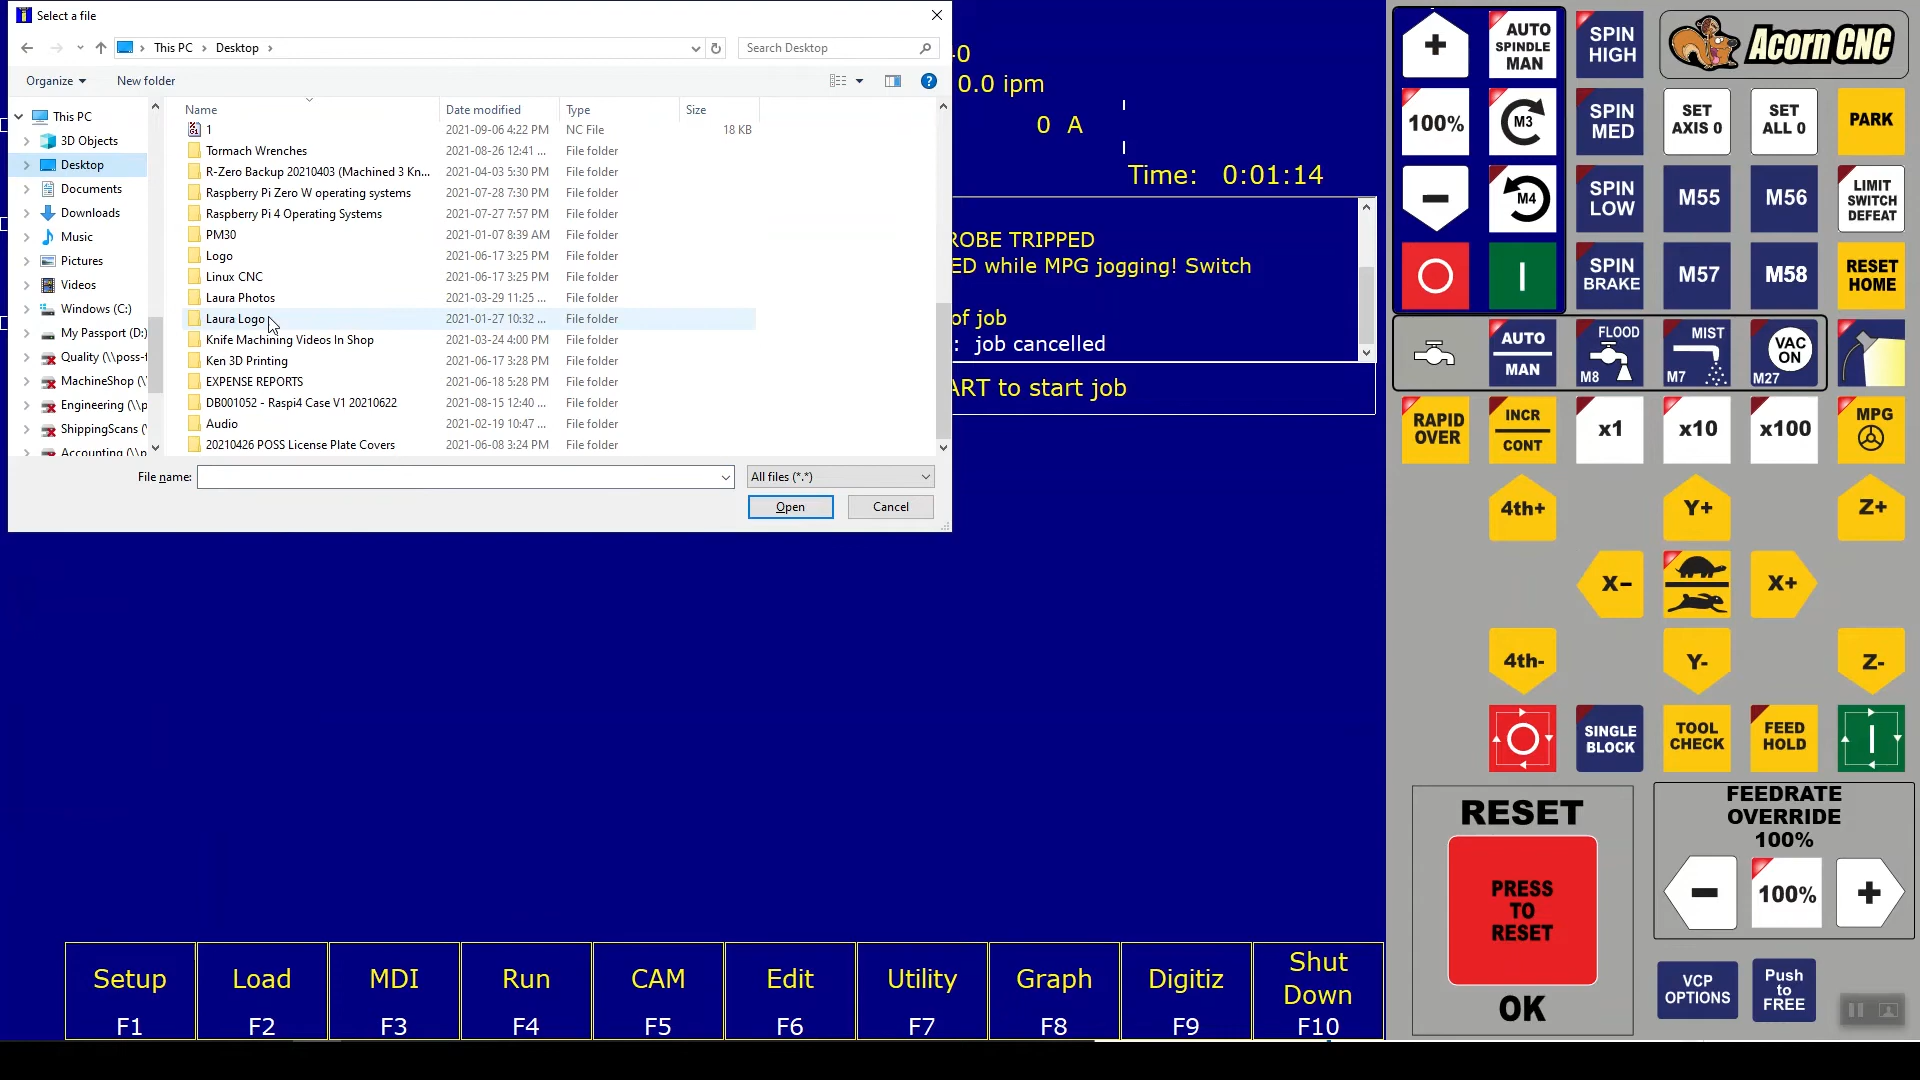 Select a file
This PC
Desktop
Search Desktop
Organize
New folder
Name
Date modified
Type
Size
This PC
3D Objects
Desktop
Documents
Downloads
Music
Pictures
Videos
Windows (C:)
My Passport (D:)
Quality (\\poss-f
MachineShop (\'
Engineering (\\p
ShippingScans (\
Accounting (\\p
1 2021-09-06 4:22 PM NC File 18 KB
Tormach Wrenches 2021-08-26 12:41 ... File folder
R-Zero Backup 20210403 (Machined 3 Kn... 2021-04-03 5:30 PM File folder
Raspberry Pi Zero W operating systems 2021-07-28 7:30 PM File folder
Raspberry Pi 4 Operating Systems 2021-07-27 7:57 PM File folder
PM30 2021-01-07 8:39 AM File folder
Logo 2021-06-17 3:25 PM File folder
Linux CNC 2021-06-17 3:25 PM File folder
Laura Photos 2021-03-29 11:25 ... File folder
Laura Logo 2021-01-27 10:32 ... File folder
Knife Machining Videos In Shop 2021-03-24 4:00 PM File folder
Ken 3D Printing 2021-06-17 3:28 PM File folder
EXPENSE REPORTS 2021-06-18 5:28 PM File folder
DB001052 - Raspi4 Case V1 20210622 2021-08-15 12:40 ... File folder
Audio 2021-02-19 10:47 ... File folder
20210426 POSS License Plate Covers 2021-06-08 3:24 PM File folder
File name:
All files (*.*)
Open
Cancel
-0
0.0 ipm
0 A
Time: 0:01:14
ROBE TRIPPED
ED while MPG jogging! Switch
of job
: job cancelled
ART to start job
Setup
F1
Load
F2
MDI
F3
Run
F4
CAM
F5
Edit
F6
Utility
F7
Graph
F8
Digitiz
F9
Shut
Down
F10
+
AUTO
SPINDLE
MAN
SPIN
HIGH
Acorn CNC
100%
M3
SPIN
MED
SET
AXIS 0
SET
ALL 0
PARK
−
M4
SPIN
LOW
M55
M56
LIMIT
SWITCH
DEFEAT
SPIN
BRAKE
M57
M58
RESET
HOME
AUTO
MAN
FLOOD
M8
MIST
M7
VAC
ON
M27
RAPID
OVER
INCR
CONT
x1
x10
x100
MPG
4th+
Y+
Z+
X−
X+
4th-
Y-
Z-
SINGLE
BLOCK
TOOL
CHECK
FEED
HOLD
RESET
PRESS
TO
RESET
OK
FEEDRATE
OVERRIDE
100%
−
100%
+
VCP
OPTIONS
Push
to
FREE